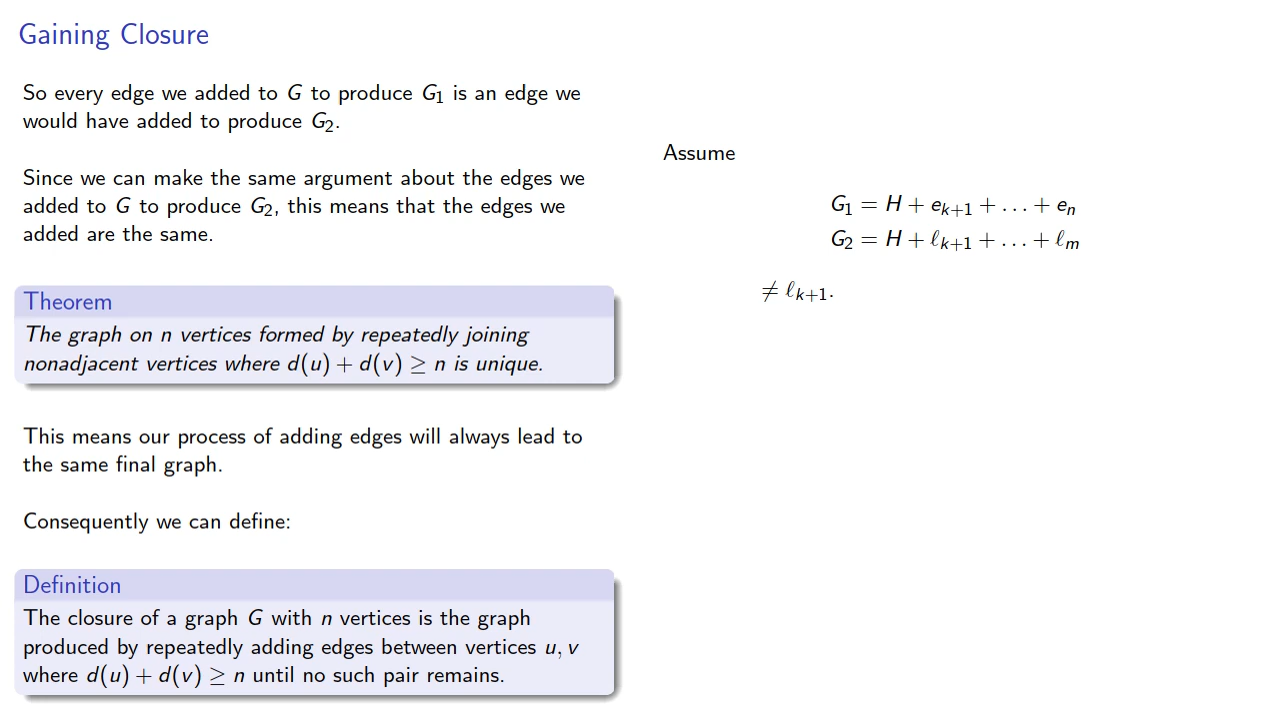 Gaining Closure
So every edge we added to G to produce G₁ is an edge we
would have added to produce G₂.
Since we can make the same argument about the edges we
added to G to produce G₂, this means that the edges we
added are the same.
Theorem
The graph on n vertices formed by repeatedly joining
nonadjacent vertices where d(u) + d(v) ≥ n is unique.
This means our process of adding edges will always lead to
the same final graph.
Consequently we can define:
Definition
The closure of a graph G with n vertices is the graph
produced by repeatedly adding edges between vertices u, v
where d(u) + d(v) ≥ n until no such pair remains.
Assume
G₁ = H + eₖ₊₁ + . . . + eₙ
G₂ = H + ℓₖ₊₁ + . . . + ℓₘ
≠ ℓₖ₊₁.